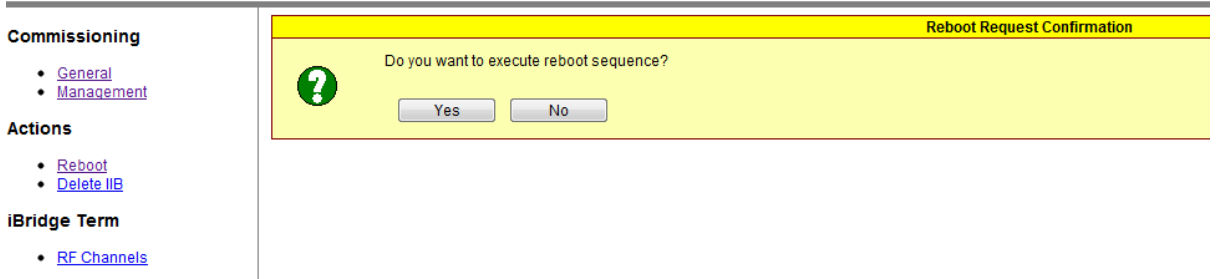 Commissioning
General
Management
Actions
Reboot
Delete IIB
iBridge Term
RF Channels
Reboot Request Confirmation
Do you want to execute reboot sequence?
Yes No